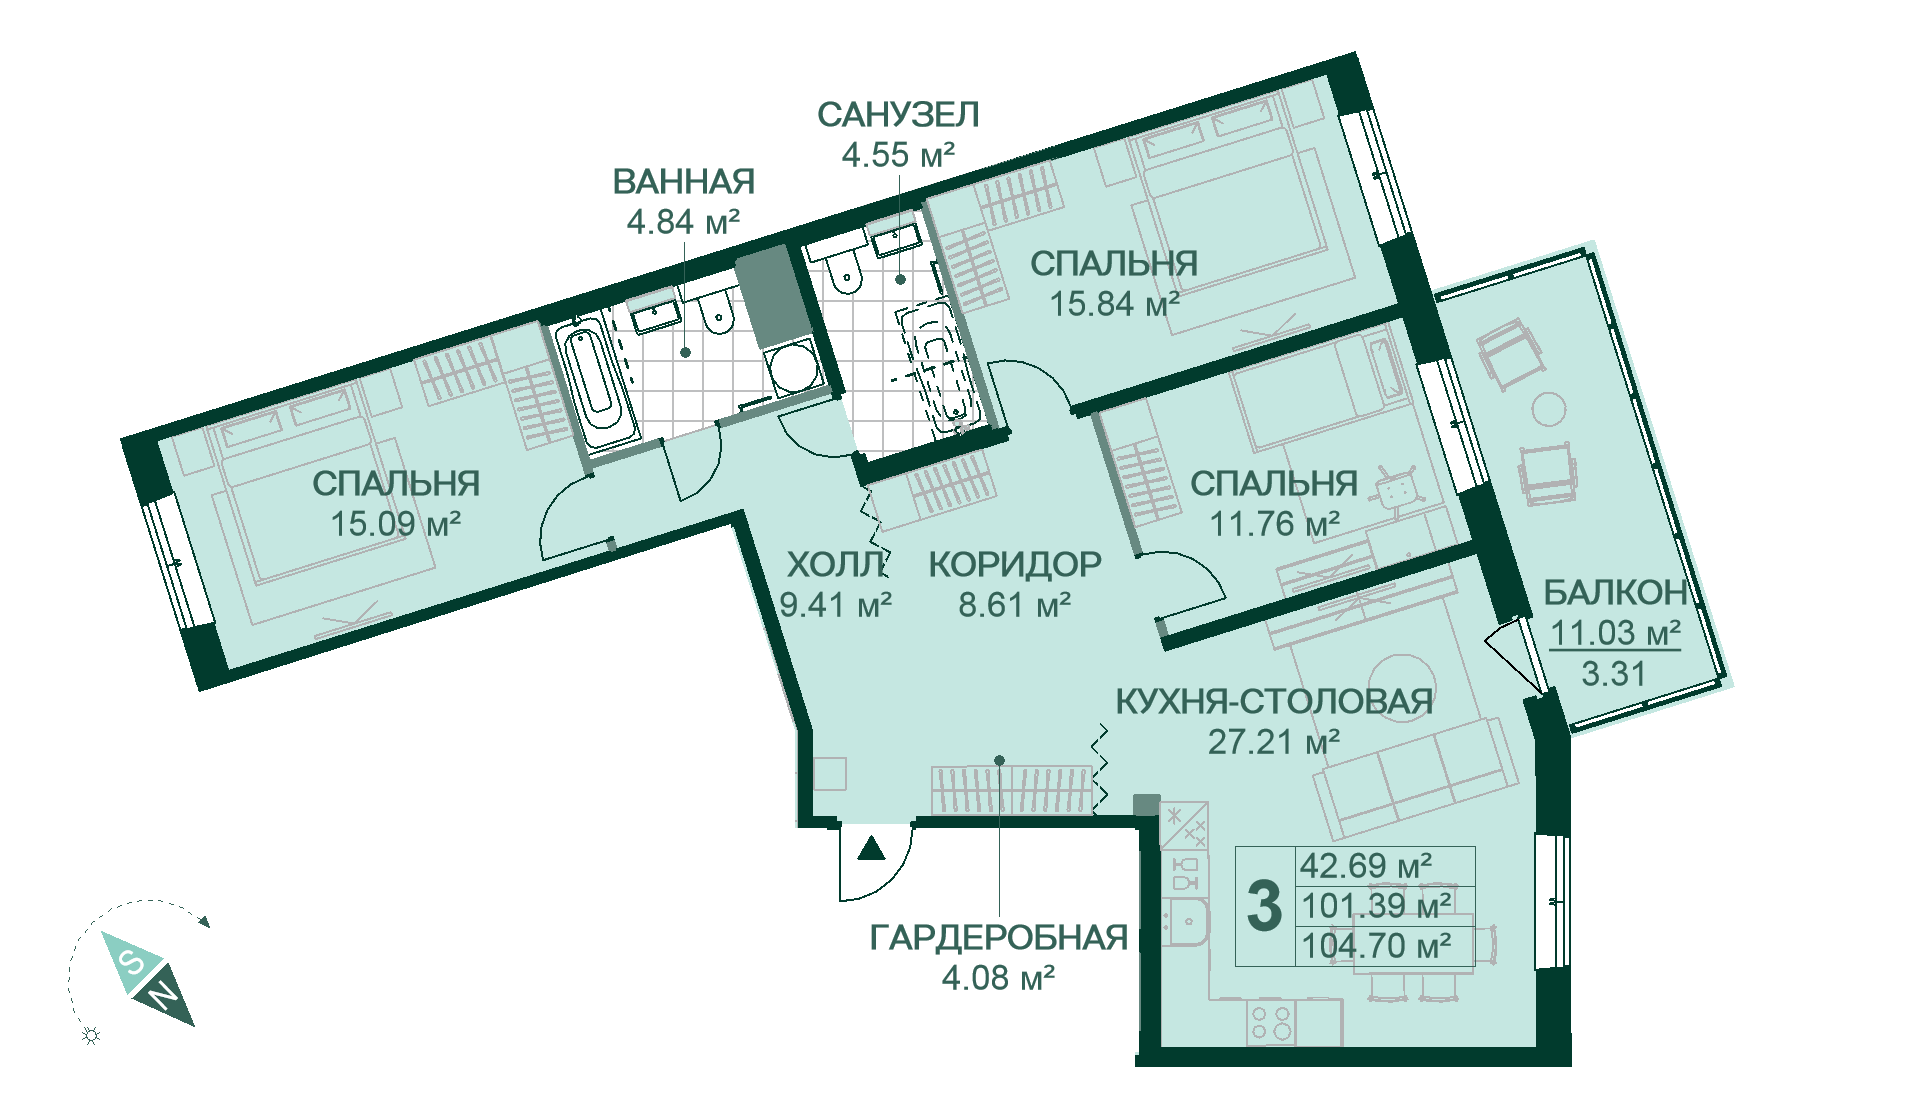 САНУЗЕЛ
4.55 м²
ВАННАЯ
4.84 м²
СПАЛЬНЯ
15.84 м²
СПАЛЬНЯ
15.09 м²
СПАЛЬНЯ
11.76 м²
ХОЛЛ
9.41 м²
КОРИДОР
8.61 м²
БАЛКОН
11.03 м²
3.31
КУХНЯ-СТОЛОВАЯ
27.21 м²
3
42.69 м²
101.39 м²
104.70 м²
ГАРДЕРОБНАЯ
4.08 м²
S
N